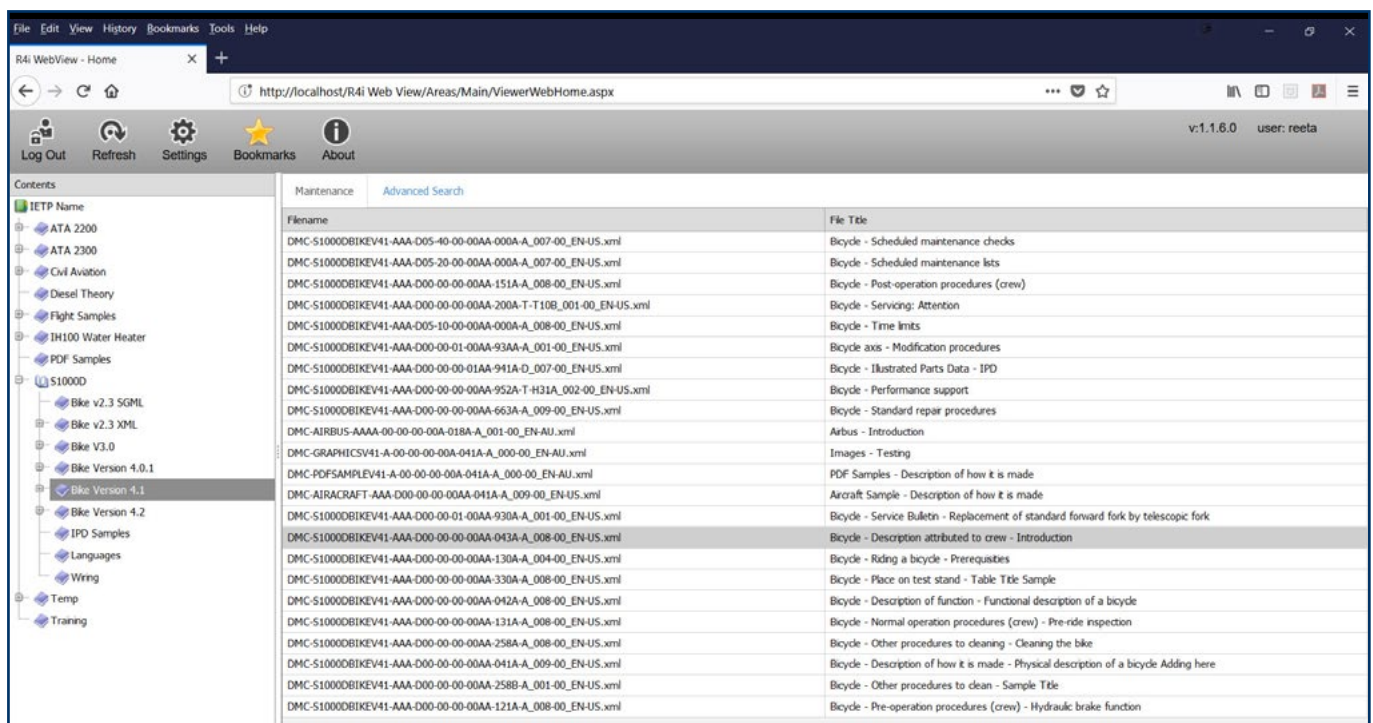 File Edit View History Bookmarks Tools Help
R4i WebView - Home
http://localhost/R4i Web View/Areas/Main/ViewerWebHome.aspx
Log Out Refresh Settings Bookmarks About v:1.1.6.0 user: reeta
Contents
IETP Name
ATA 2200
ATA 2300
Civil Aviation
Diesel Theory
Flight Samples
IH100 Water Heater
PDF Samples
S1000D
Bike v2.3 SGML
Bike v2.3 XML
Bike V3.0
Bike Version 4.0.1
Bike Version 4.1
Bike Version 4.2
IPD Samples
Languages
Wiring
Temp
Training
Maintenance Advanced Search
Filename File Title
DMC-S1000DBIKEV41-AAA-D05-40-00-00AA-000A-A_007-00_EN-US.xml Bicycle - Scheduled maintenance checks
DMC-S1000DBIKEV41-AAA-D05-20-00-00AA-000A-A_007-00_EN-US.xml Bicycle - Scheduled maintenance lists
DMC-S1000DBIKEV41-AAA-D00-00-00-00AA-151A-A_008-00_EN-US.xml Bicycle - Post-operation procedures (crew)
DMC-S1000DBIKEV41-AAA-D00-00-00-00AA-200A-T-T10B_001-00_EN-US.xml Bicycle - Servicing: Attention
DMC-S1000DBIKEV41-AAA-D05-10-00-00AA-000A-A_008-00_EN-US.xml Bicycle - Time limits
DMC-S1000DBIKEV41-AAA-D00-00-01-00AA-93AA-A_001-00_EN-US.xml Bicycle axis - Modification procedures
DMC-S1000DBIKEV41-AAA-D00-00-00-01AA-941A-D_007-00_EN-US.xml Bicycle - Illustrated Parts Data - IPD
DMC-S1000DBIKEV41-AAA-D00-00-00-00AA-952A-T-H31A_002-00_EN-US.xml Bicycle - Performance support
DMC-S1000DBIKEV41-AAA-D00-00-00-00AA-663A-A_009-00_EN-US.xml Bicycle - Standard repair procedures
DMC-AIRBUS-AAAA-00-00-00-00A-018A-A_001-00_EN-AU.xml Airbus - Introduction
DMC-GRAPHICSV41-A-00-00-00-00A-041A-A_000-00_EN-AU.xml Images - Testing
DMC-PDFSAMPLEV41-A-00-00-00-00A-041A-A_000-00_EN-AU.xml PDF Samples - Description of how it is made
DMC-AIRACRAFT-AAA-D00-00-00-00AA-041A-A_009-00_EN-US.xml Aircraft Sample - Description of how it is made
DMC-S1000DBIKEV41-AAA-D00-00-01-00AA-930A-A_001-00_EN-US.xml Bicycle - Service Bulletin - Replacement of standard forward fork by telescopic fork
DMC-S1000DBIKEV41-AAA-D00-00-00-00AA-043A-A_008-00_EN-US.xml Bicycle - Description attributed to crew - Introduction
DMC-S1000DBIKEV41-AAA-D00-00-00-00AA-130A-A_004-00_EN-US.xml Bicycle - Riding a bicycle - Prerequisities
DMC-S1000DBIKEV41-AAA-D00-00-00-00AA-330A-A_008-00_EN-US.xml Bicycle - Place on test stand - Table Title Sample
DMC-S1000DBIKEV41-AAA-D00-00-00-00AA-042A-A_008-00_EN-US.xml Bicycle - Description of function - Functional description of a bicycle
DMC-S1000DBIKEV41-AAA-D00-00-00-00AA-131A-A_008-00_EN-US.xml Bicycle - Normal operation procedures (crew) - Pre-ride inspection
DMC-S1000DBIKEV41-AAA-D00-00-00-00AA-258A-A_008-00_EN-US.xml Bicycle - Other procedures to cleaning - Cleaning the bike
DMC-S1000DBIKEV41-AAA-D00-00-00-00AA-041A-A_009-00_EN-US.xml Bicycle - Description of how it is made - Physical description of a bicycle Adding here
DMC-S1000DBIKEV41-AAA-D00-00-00-00AA-258B-A_001-00_EN-US.xml Bicycle - Other procedures to clean - Sample Title
DMC-S1000DBIKEV41-AAA-D00-00-00-00AA-121A-A_008-00_EN-US.xml Bicycle - Pre-operation procedures (crew) - Hydraulic brake function